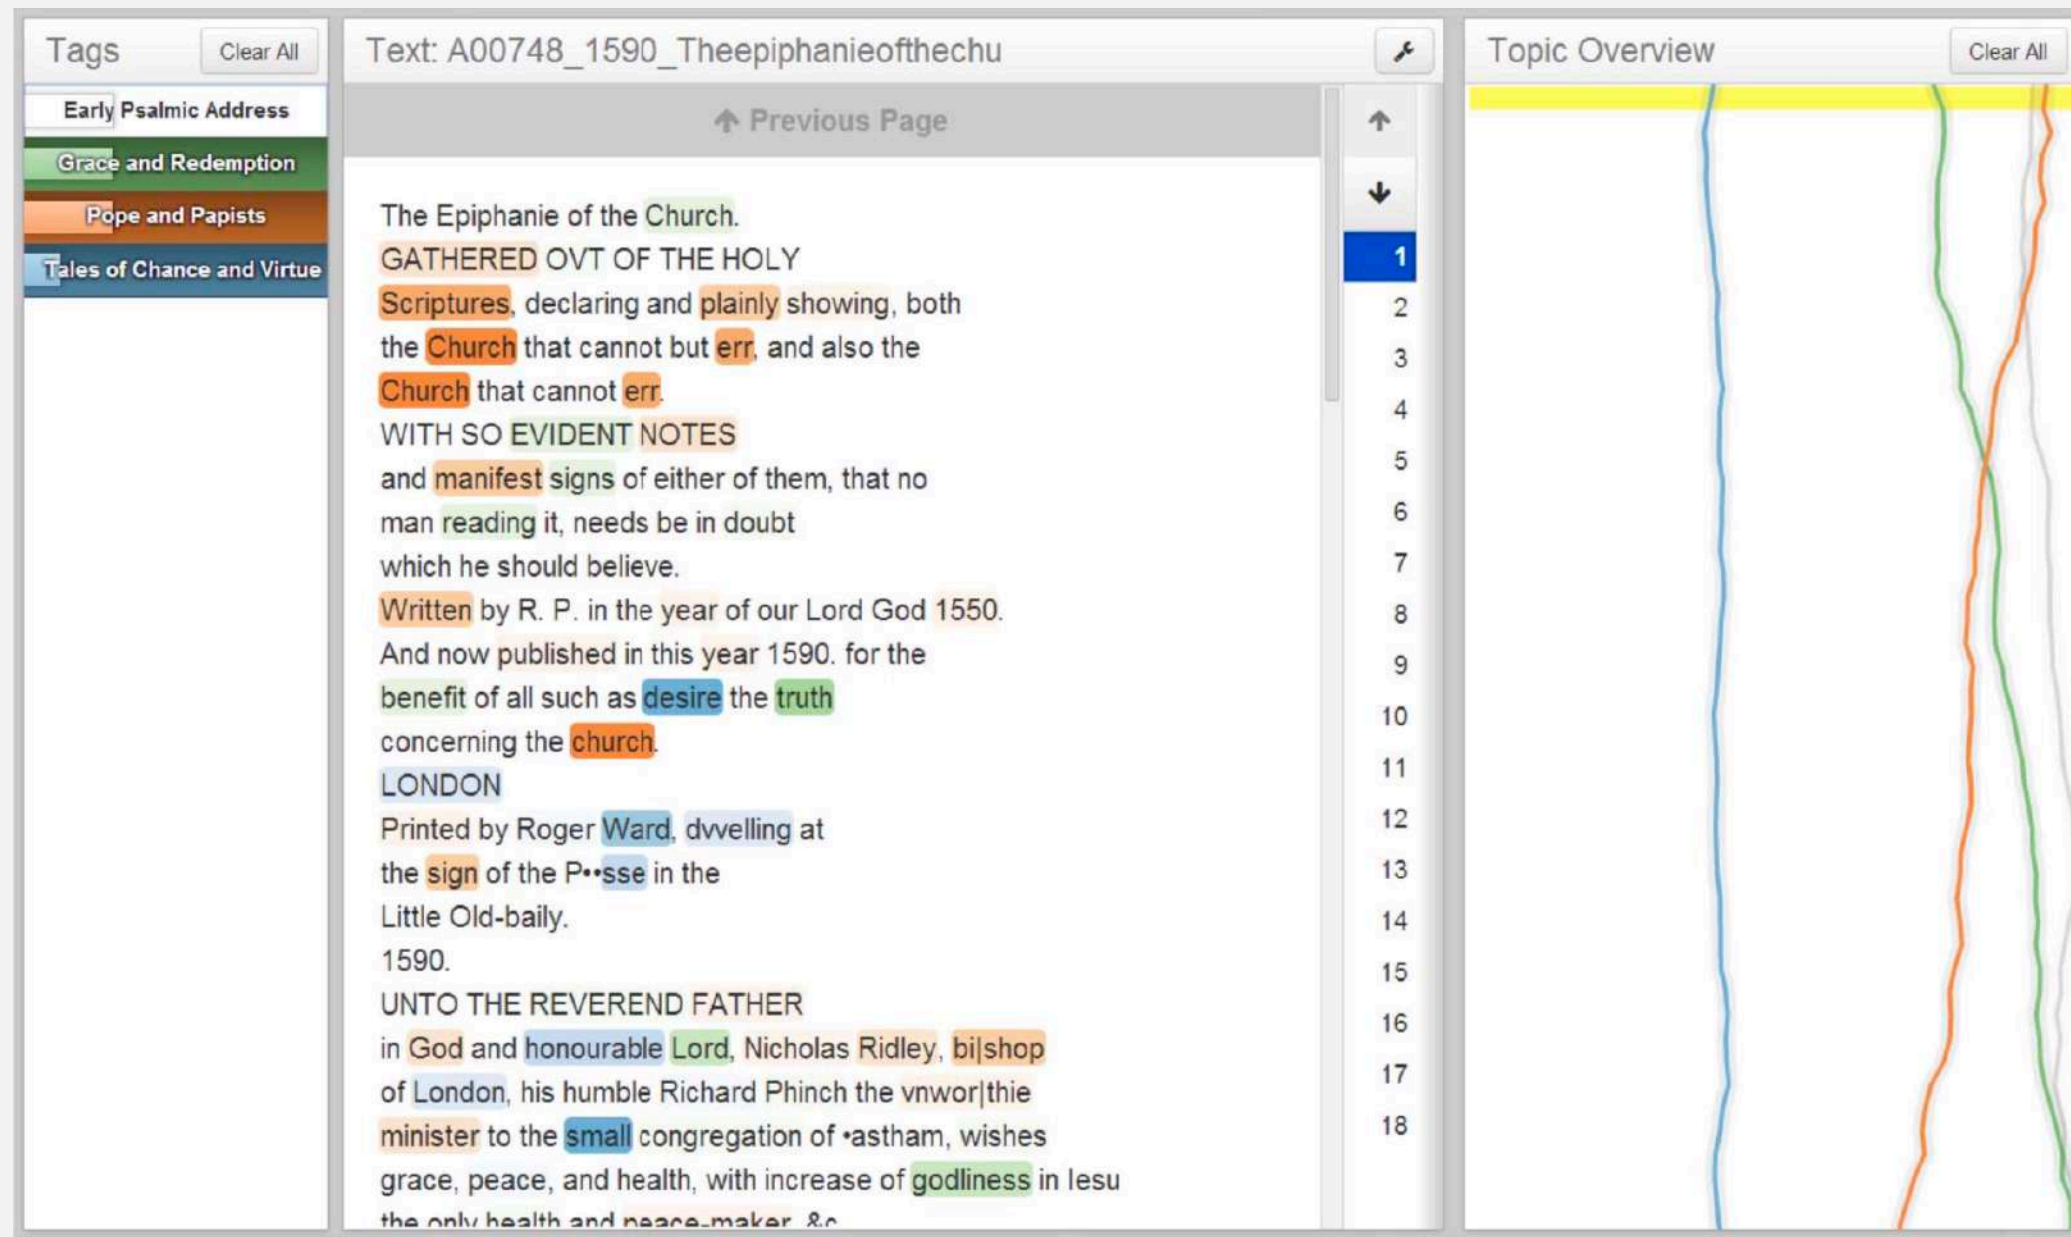 Tags
Clear All
Early Psalmic Address
Grace and Redemption
Pope and Papists
Tales of Chance and Virtue
Text: A00748_1590_Theepiphanieofthechu
Previous Page
The Epiphanie of the Church.
GATHERED OVT OF THE HOLY
Scriptures, declaring and plainly showing, both
the Church that cannot but err, and also the
Church that cannot err.
WITH SO EVIDENT NOTES
and manifest signs of either of them, that no
man reading it, needs be in doubt
which he should believe.
Written by R. P. in the year of our Lord God 1550.
And now published in this year 1590. for the
benefit of all such as desire the truth
concerning the church.
LONDON
Printed by Roger Ward, dvvelling at
the sign of the P••sse in the
Little Old-baily.
1590.
UNTO THE REVEREND FATHER
in God and honourable Lord, Nicholas Ridley, bi|shop
of London, his humble Richard Phinch the vnwor|thie
minister to the small congregation of •astham, wishes
grace, peace, and health, with increase of godliness in Iesu
the only health and peace-maker, &c
1
2
3
4
5
6
7
8
9
10
11
12
13
14
15
16
17
18
Topic Overview
Clear All